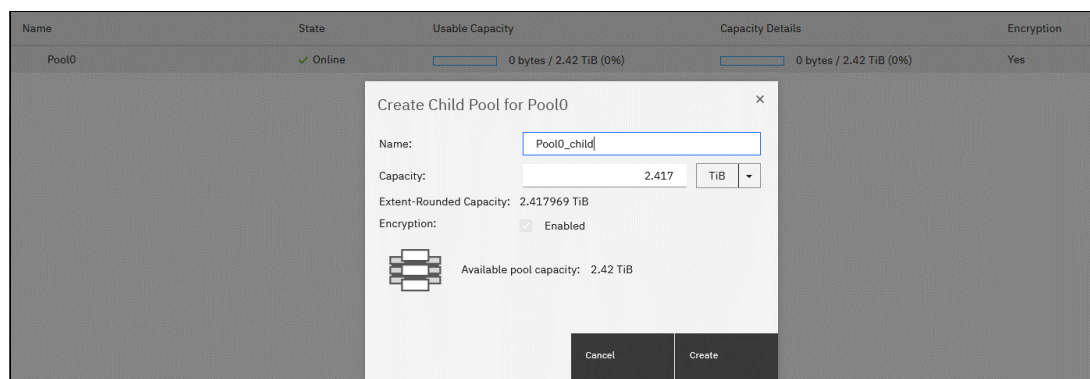 Name State Usable Capacity Capacity Details Encryption
Pool0 Online 0 bytes / 2.42 TiB (0%) 0 bytes / 2.42 TiB (0%) Yes
Create Child Pool for Pool0
Name: Pool0_child
Capacity: 2.417 TiB
Extent-Rounded Capacity: 2.417969 TiB
Encryption: Enabled
Available pool capacity: 2.42 TiB
Cancel Create